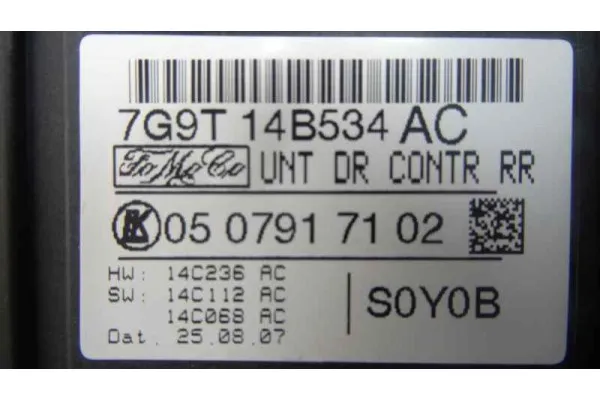 7G9T 14B534 AC
FoMoCo UNT DR CONTR RR
K 05 0791 71 02
HW: 14C236 AC
SW: 14C112 AC
14C068 AC
Dat. 25.08.07
S0Y0B